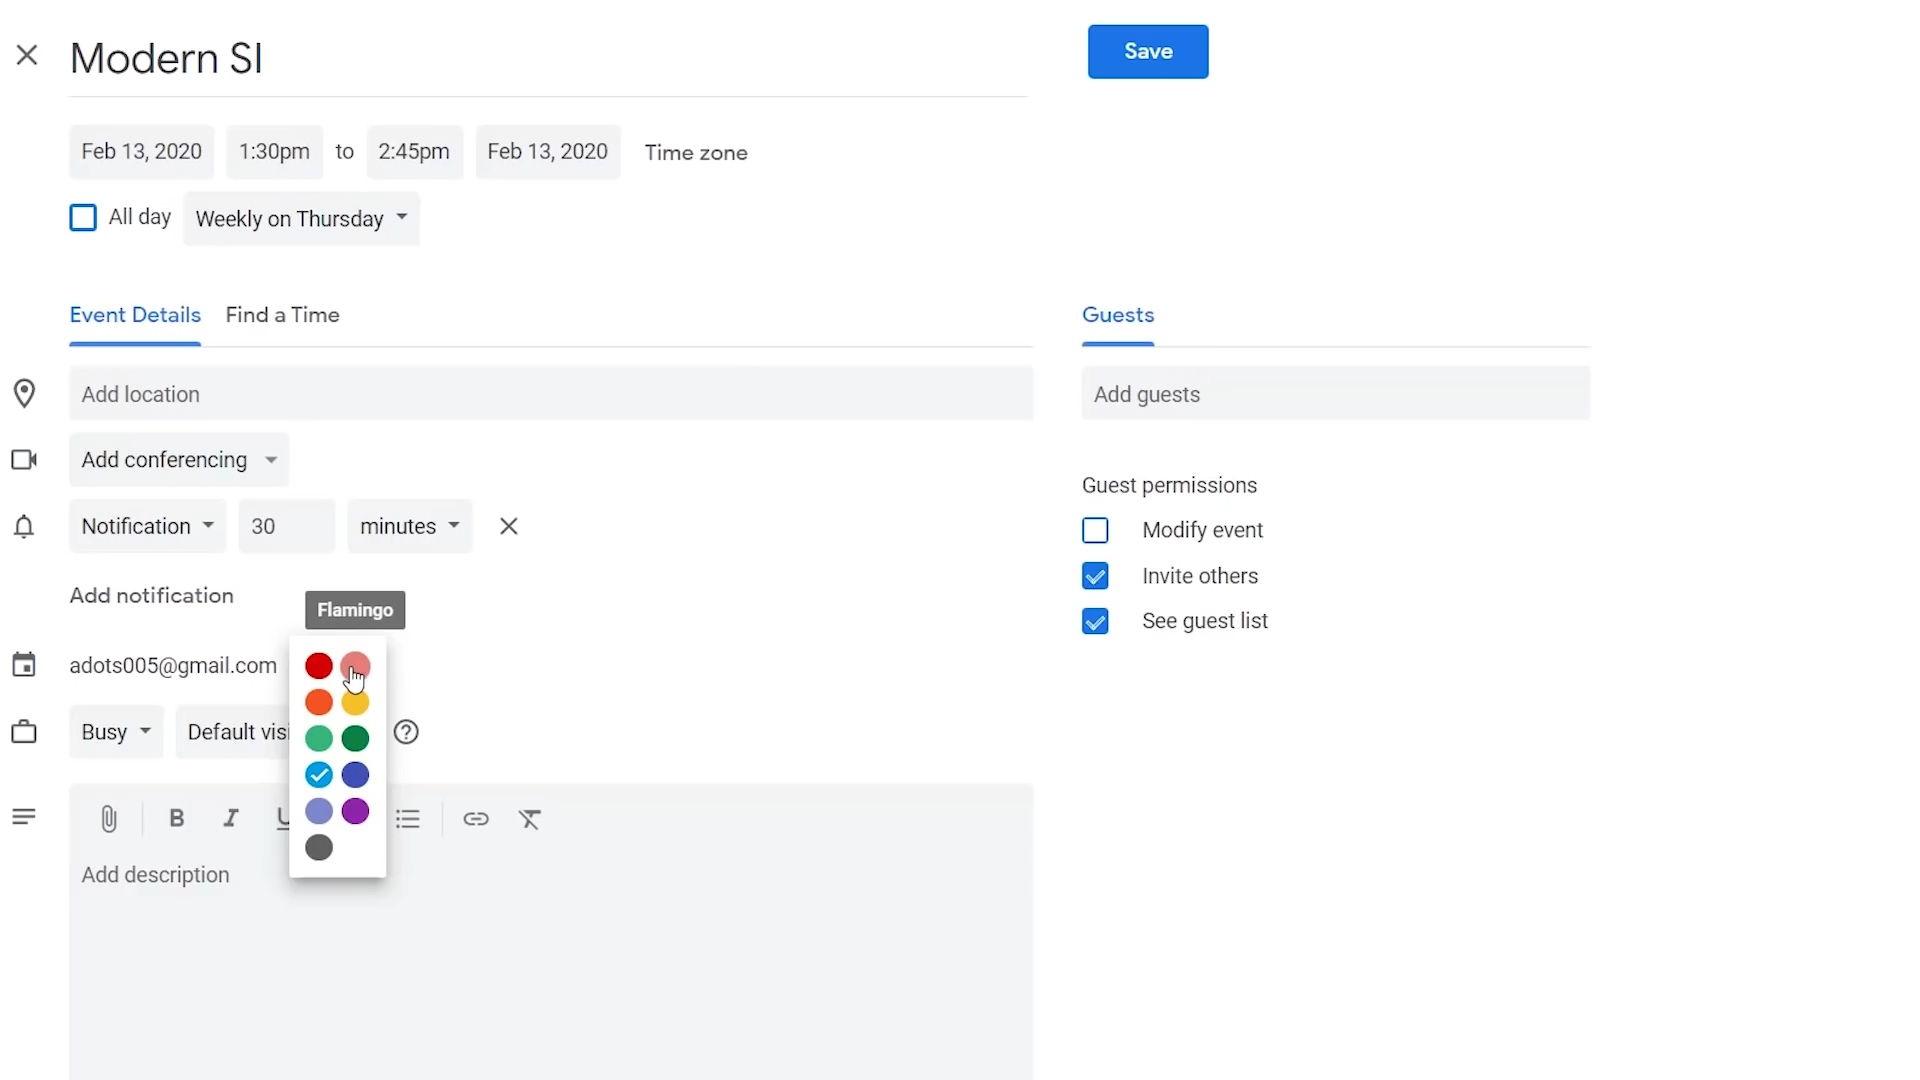 Modern SI
Save
Feb 13, 2020 1:30pm to 2:45pm Feb 13, 2020 Time zone
All day Weekly on Thursday
Event Details Find a Time
Guests
Add location
Add guests
Add conferencing
Notification 30 minutes
Add notification
Flamingo
adots005@gmail.com
Busy Default visi
B I U
Add description
Guest permissions
Modify event
Invite others
See guest list